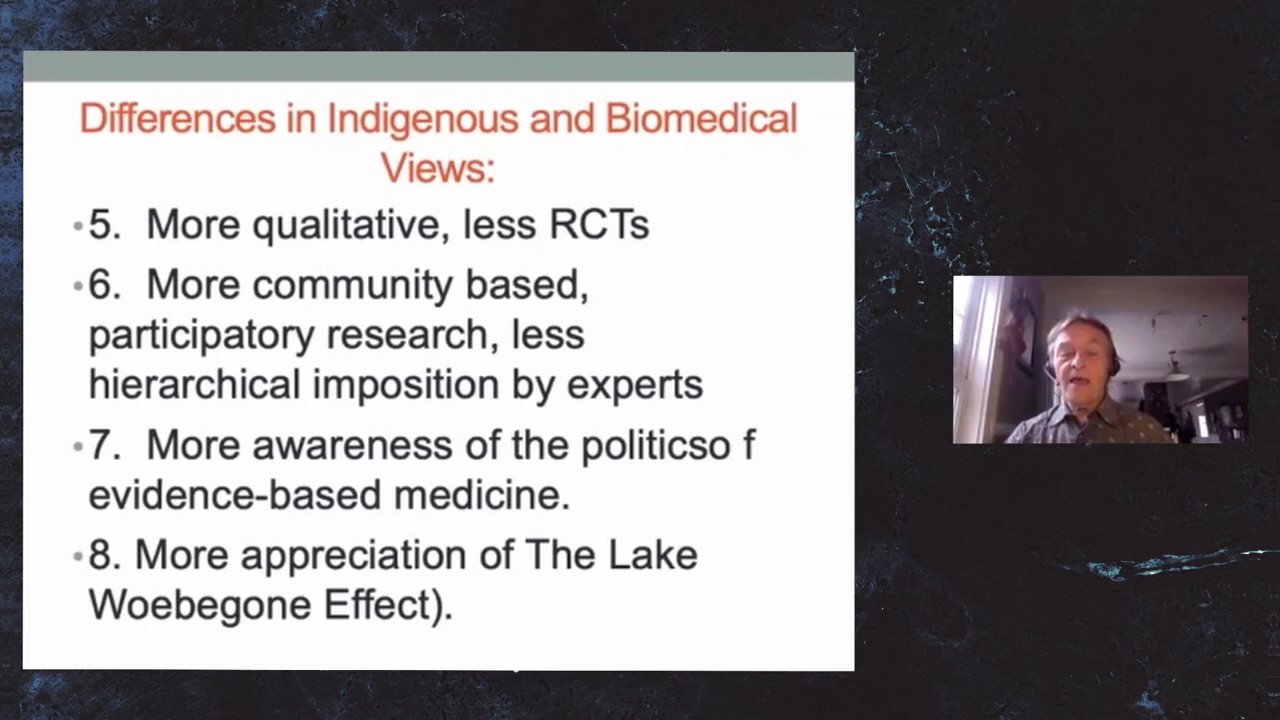 Differences in Indigenous and Biomedical
Views:
•5. More qualitative, less RCTs
•6. More community based,
participatory research, less
hierarchical imposition by experts
•7. More awareness of the politicso f
evidence-based medicine.
•8. More appreciation of The Lake
Woebegone Effect).